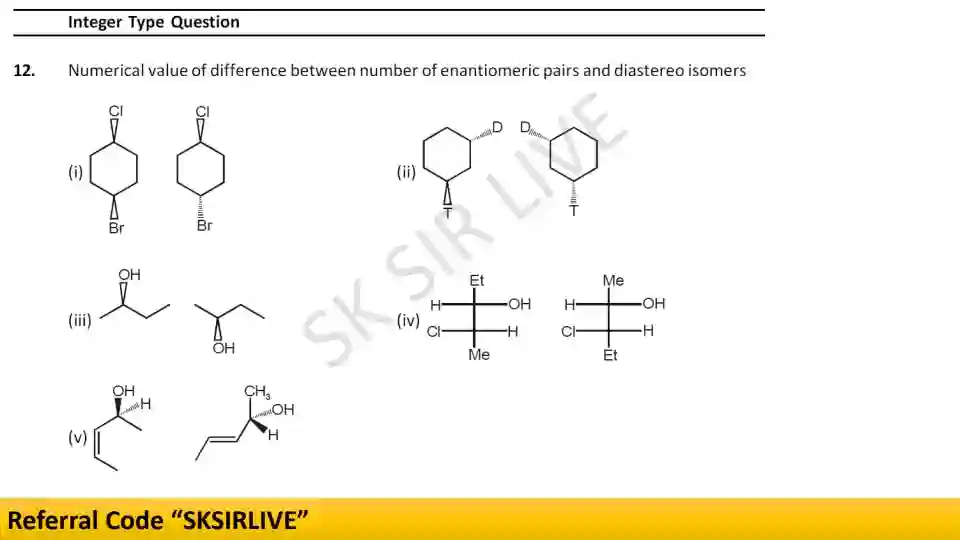 Integer Type Question
12. Numerical value of difference between number of enantiomeric pairs and diastereo isomers
Cl Cl
D D
(i) (ii)
T T
Br Br
OH Et Me
H OH H OH
(iii) (iv)
Cl H Cl H
OH Me Et
OH CH3
H OH
(v) H
SK SIR LIVE
Referral Code “SKSIRLIVE”